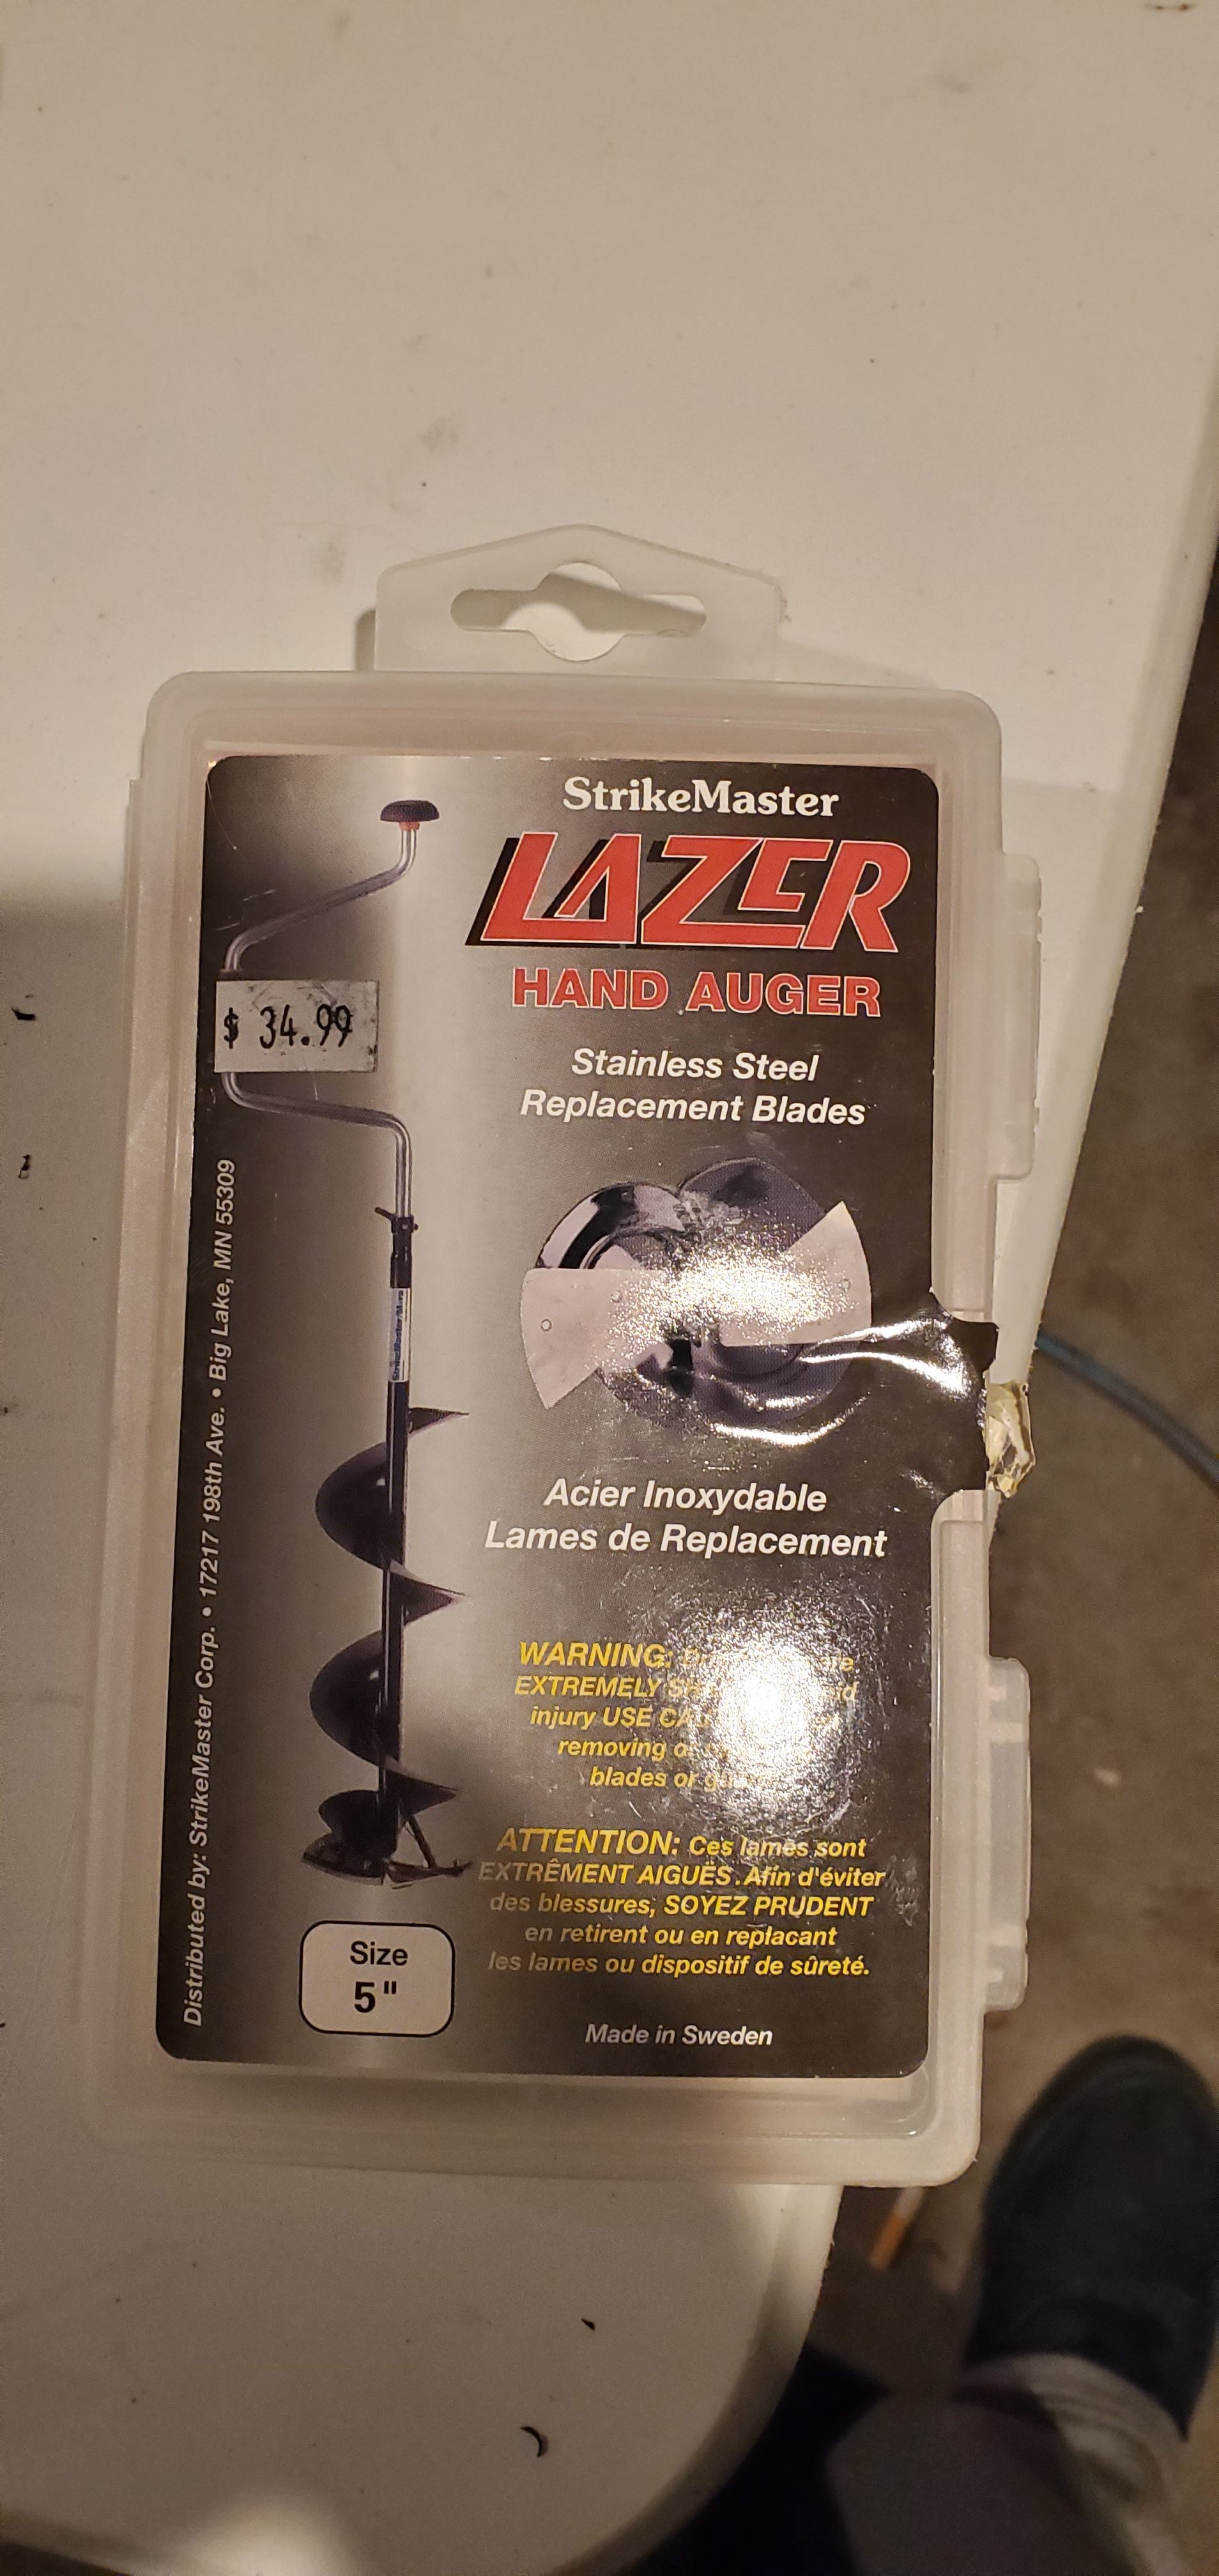 StrikeMaster
LAZER
HAND AUGER
$ 34.99
Stainless Steel
Replacement Blades
Acier Inoxydable
Lames de Replacement
WARNING:
EXTREMELY
injury USE
removing
blades or
ATTENTION: Ces lames sont
EXTRÊMENT AIGUËS. Afin d'éviter
des blessures, SOYEZ PRUDENT
en retirent ou en replacant
les lames ou dispositif de sûreté.
Size
5"
Made in Sweden
Distributed by: StrikeMaster Corp. • 17217 198th Ave. • Big Lake, MN 55309